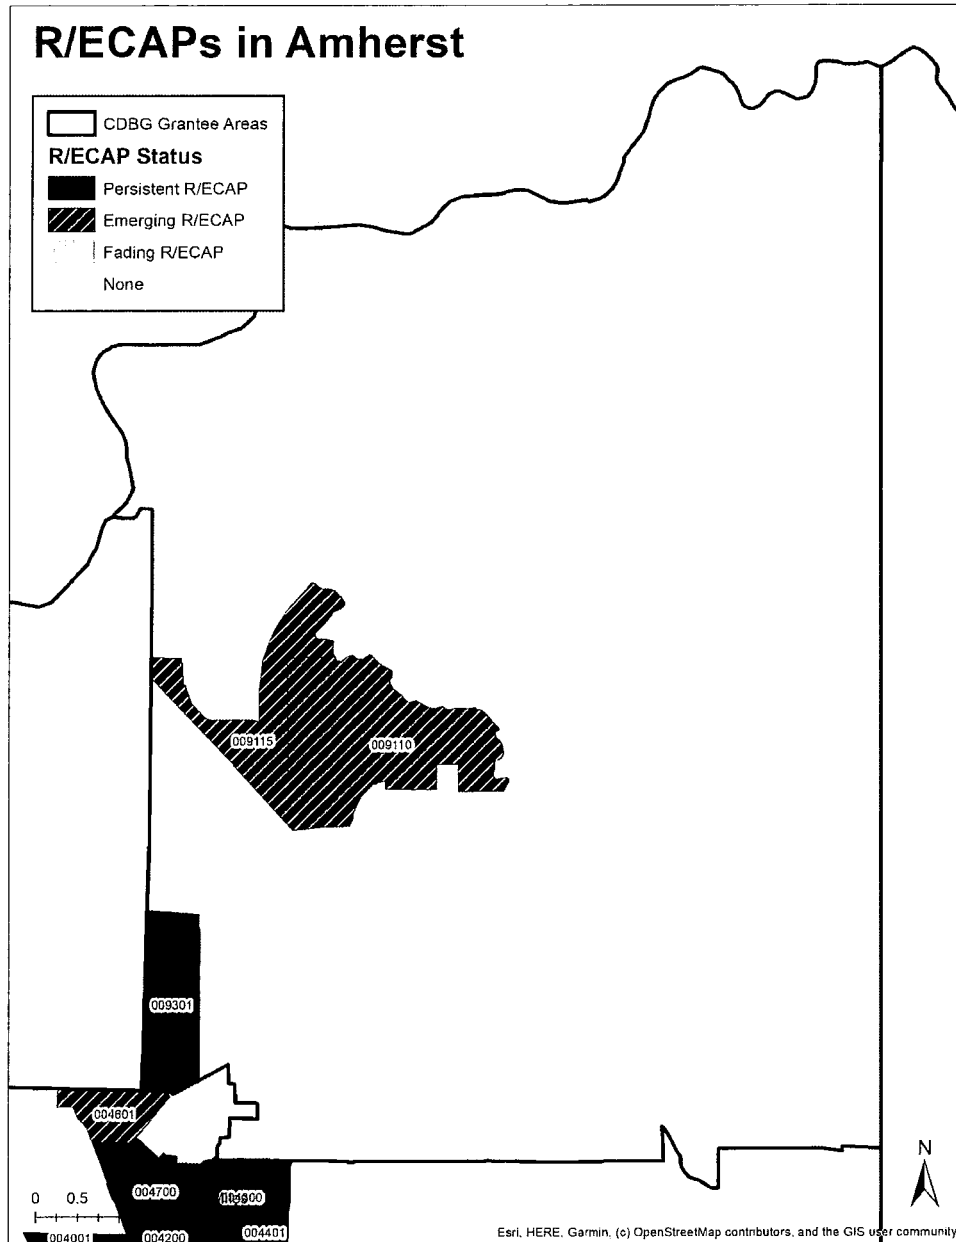 R/ECAPs in Amherst
CDBG Grantee Areas
R/ECAP Status
Persistent R/ECAP
Emerging R/ECAP
Fading R/ECAP
None
009115
009110
009301
004601
N
004700
0 0.5
004401
004001
004200
Esri, HERE, Garmin, (c) OpenStreetMap contributors, and the GIS user community